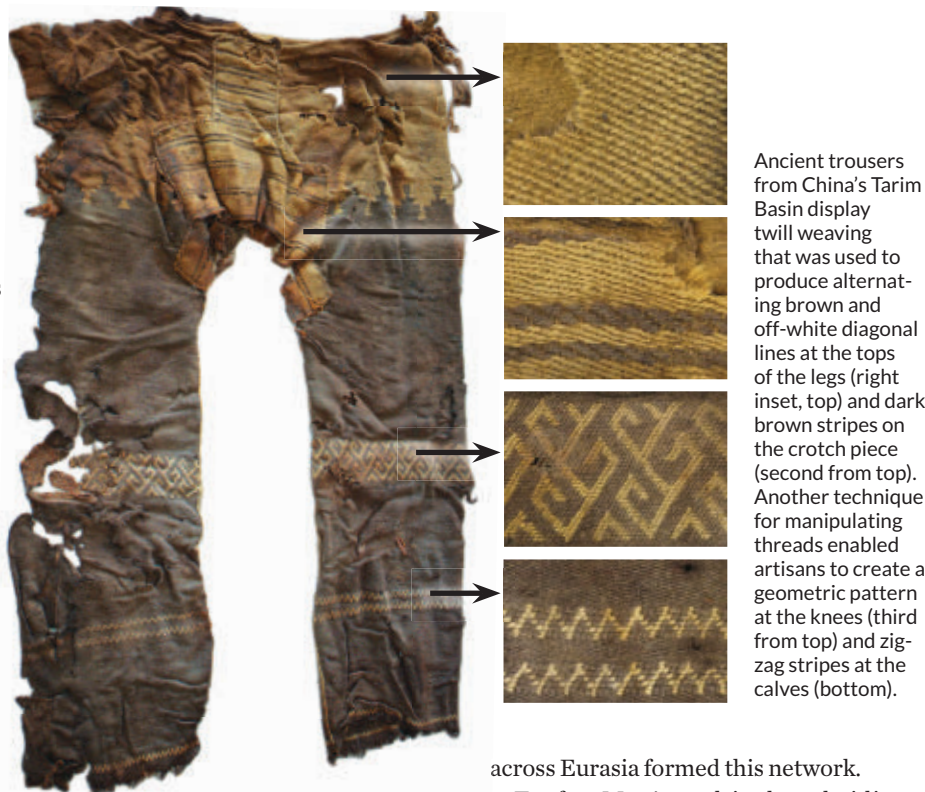 Ancient trousers
from China's Tarim
Basin display
twill weaving
that was used to
produce alternat-
ing brown and
off-white diagonal
lines at the tops
of the legs (right
inset, top) and dark
brown stripes on
the crotch piece
(second from top).
Another technique
for manipulating
threads enabled
artisans to create a
geometric pattern
at the knees (third
from top) and zig-
zag stripes at the
calves (bottom).
across Eurasia formed this network.